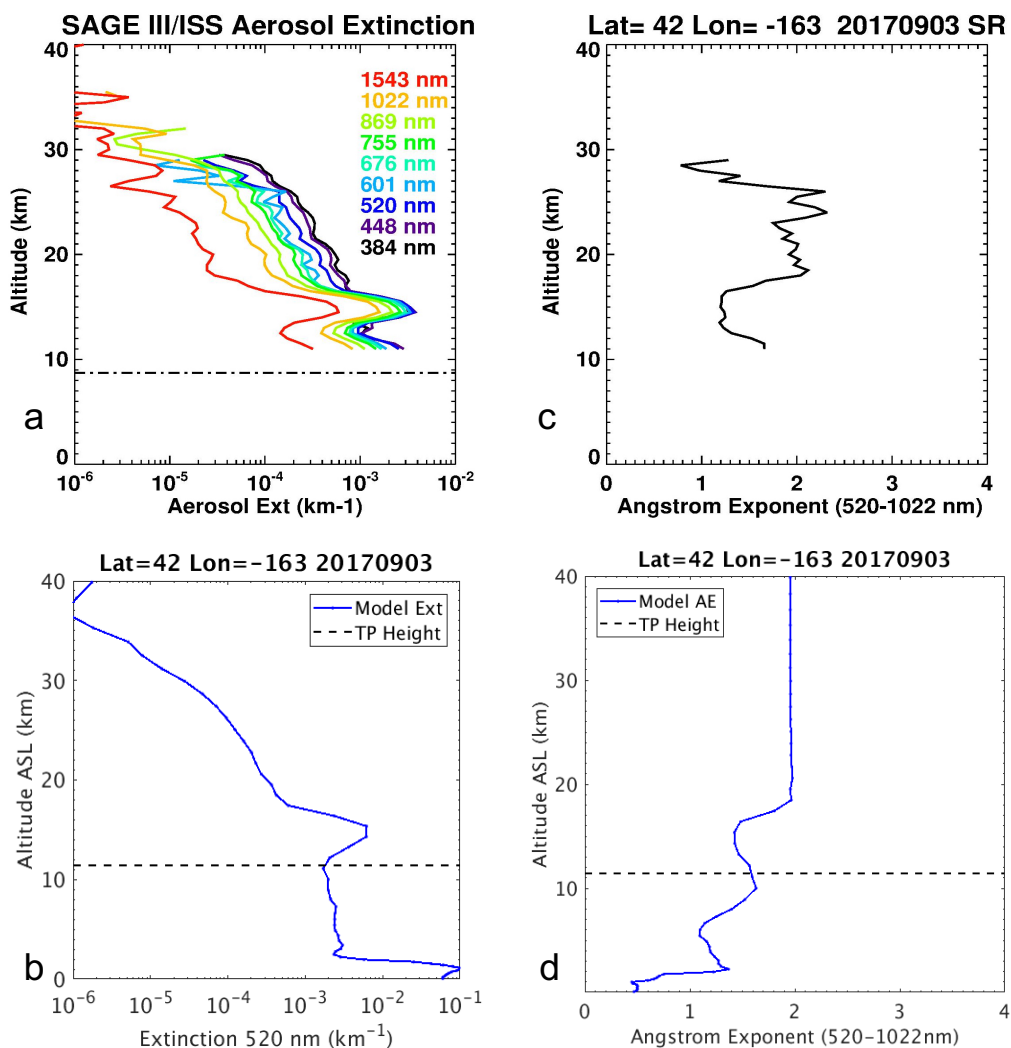 SAGE III/ISS Aerosol Extinction
40
30
20
10
0
Altitude (km)
1543 nm
1022 nm
869 nm
755 nm
676 nm
601 nm
520 nm
448 nm
384 nm
a
10-6 10-5 10-4 10-3 10-2
Aerosol Ext (km-1)
Lat= 42 Lon= -163 20170903 SR
40
30
20
10
0
Altitude (km)
c
0 1 2 3 4
Angstrom Exponent (520-1022 nm)
Lat=42 Lon=-163 20170903
40
30
20
10
0
Altitude ASL (km)
Model Ext
TP Height
b
10-6 10-5 10-4 10-3 10-2 10-1
Extinction 520 nm (km-1)
Lat=42 Lon=-163 20170903
40
30
20
10
Altitude ASL (km)
Model AE
TP Height
d
0 1 2 3 4
Angstrom Exponent (520-1022nm)